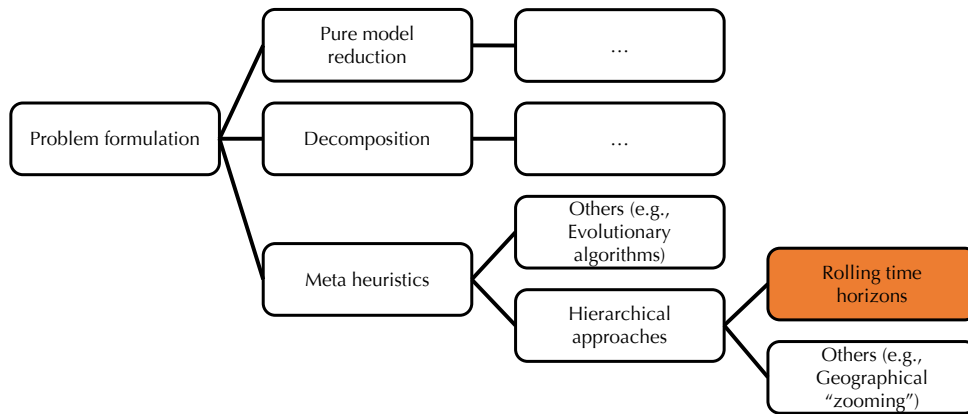 Pure model
reduction
…
Problem formulation
Decomposition
…
Others (e.g.,
Evolutionary
algorithms)
Meta heuristics
Hierarchical
approaches
Rolling time
horizons
Others (e.g.,
Geographical
“zooming”)